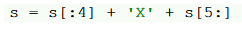 s = s[:4] + 'X' + s[5:]